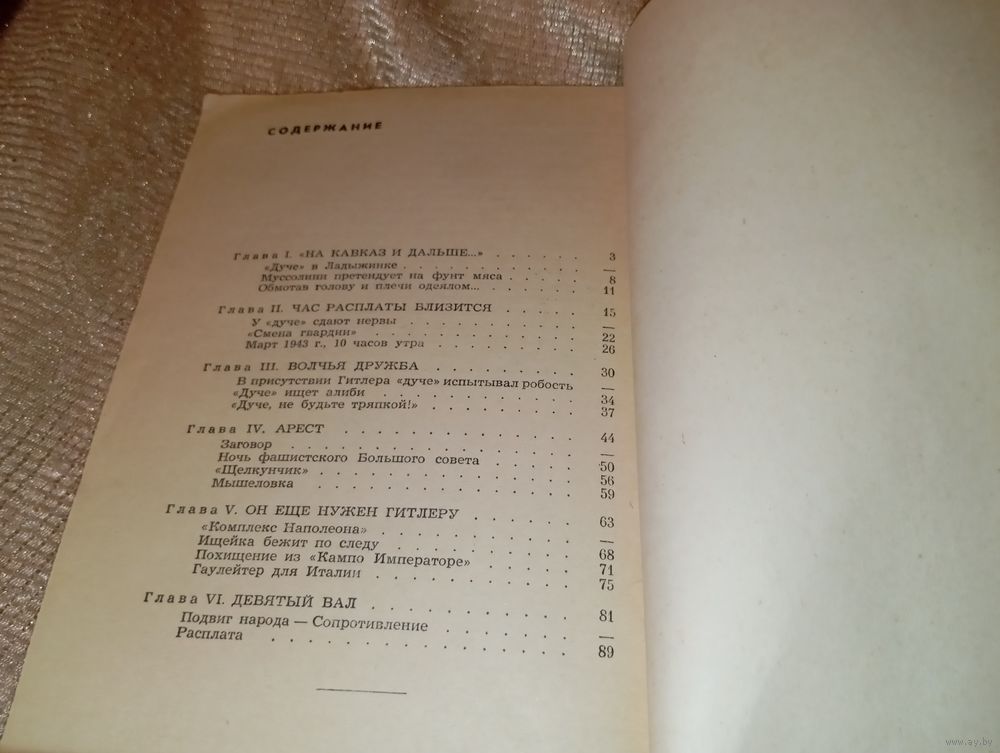 СОДЕРЖАНИЕ
Глава I. «НА КАВКАЗ И ДАЛЬШЕ...» . . . . . . 3
«Дуче» в Ладыжинке . . . . . . . . . . —
Муссолини претендует на фунт мяса . . . . . 8
Обмотав голову и плечи одеялом... . . . . . . 11
Глава II. ЧАС РАСПЛАТЫ БЛИЗИТСЯ . . . . . 15
У «дуче» сдают нервы . . . . . . . . . . —
«Смена гвардии» . . . . . . . . . . . 22
Март 1943 г., 10 часов утра . . . . . . . . 26
Глава III. ВОЛЧЬЯ ДРУЖБА . . . . . . . . . 30
В присутствии Гитлера «дуче» испытывал робость —
«Дуче» ищет алиби . . . . . . . . . . 34
«Дуче, не будьте тряпкой!» . . . . . . . . 37
Глава IV. АРЕСТ . . . . . . . . . . . . . 44
Заговор . . . . . . . . . . . . . —
Ночь фашистского Большого совета . . . . . 50
«Щелкунчик» . . . . . . . . . . . . 56
Мышеловка . . . . . . . . . . . . 59
Глава V. ОН ЕЩЕ НУЖЕН ГИТЛЕРУ . . . . . . 63
«Комплекс Наполеона» . . . . . . . . . —
Ищейка бежит по следу . . . . . . . . 68
Похищение из «Кампо Императоре» . . . . . 71
Гаулейтер для Италии . . . . . . . . . 75
Глава VI. ДЕВЯТЫЙ ВАЛ . . . . . . . . . . 81
Подвиг народа — Сопротивление . . . . . . —
Расплата . . . . . . . . . . . . . 89
www.ay.by